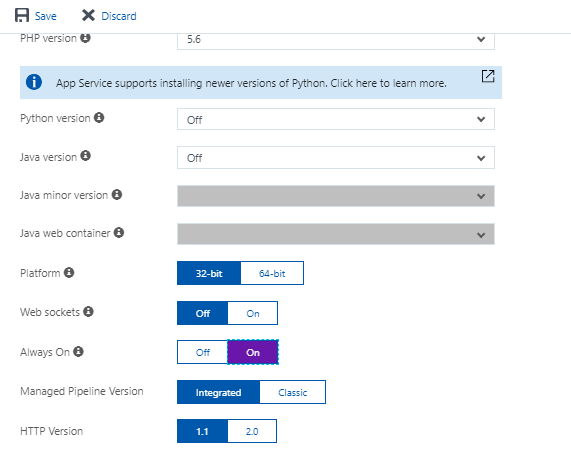 Save Discard
PHP version 5.6
App Service supports installing newer versions of Python. Click here to learn more.
Python version Off
Java version Off
Java minor version
Java web container
Platform 32-bit 64-bit
Web sockets Off On
Always On Off On
Managed Pipeline Version Integrated Classic
HTTP Version 1.1 2.0